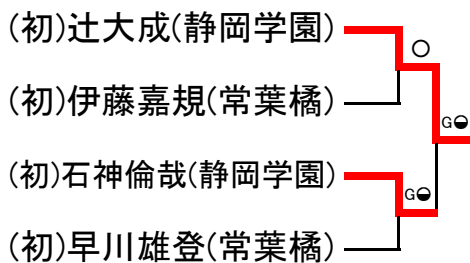 (初)辻大成(静岡学園)
○
(初)伊藤嘉規(常葉橘)
G◒
(初)石神倫哉(静岡学園)
G◒
(初)早川雄登(常葉橘)